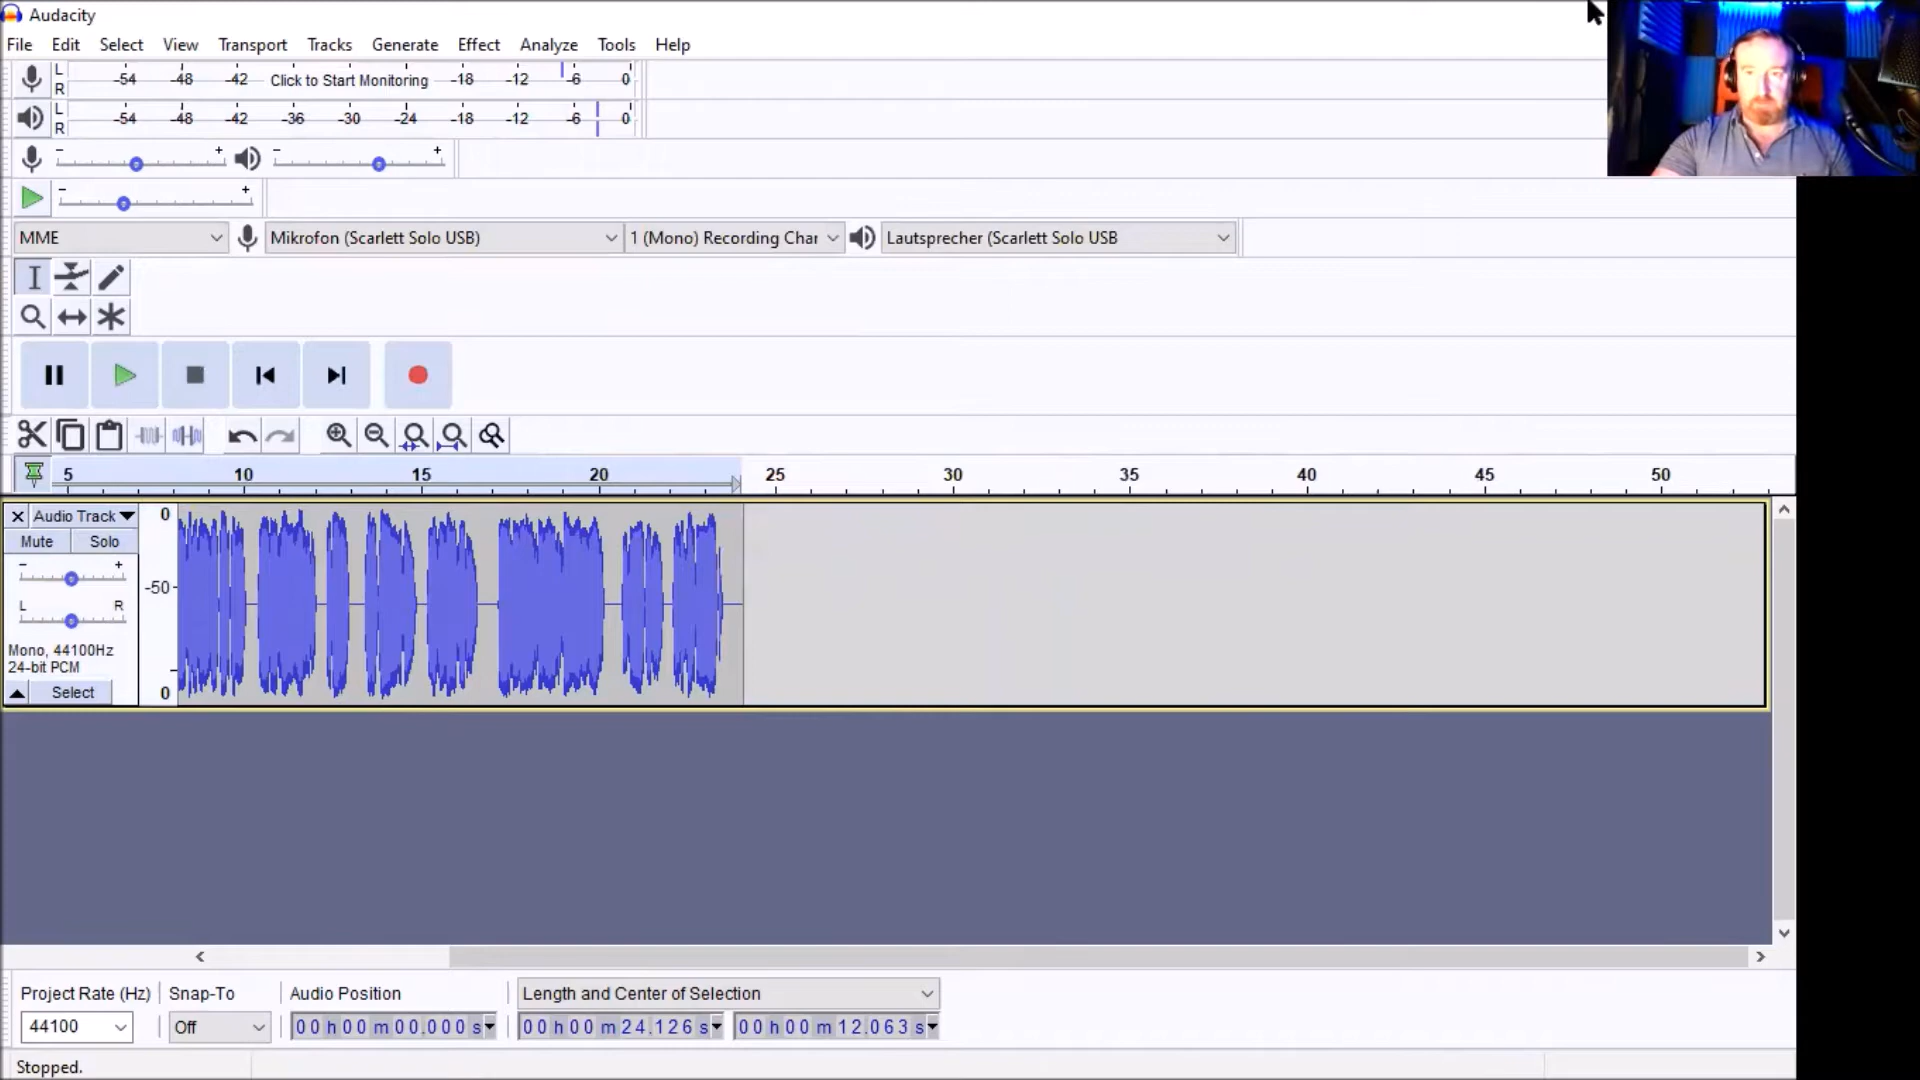 Audacity
File Edit Select View Transport Tracks Generate Effect Analyze Tools Help
L R -54 -48 -42 Click to Start Monitoring -18 -12 -6 0
L R -54 -48 -42 -36 -30 -24 -18 -12 -6 0
- + - +
- +
MME Mikrofon (Scarlett Solo USB) 1 (Mono) Recording Char Lautsprecher (Scarlett Solo USB
5 10 15 20 25 30 35 40 45 50
Audio Track 0
Mute Solo
- +
-50
L R
Mono, 44100Hz
24-bit PCM
Select 0
Project Rate (Hz) Snap-To Audio Position Length and Center of Selection
44100 Off 00 h 00 m 00.000 s 00 h 00 m 24.126 s 00 h 00 m 12.063 s
Stopped.